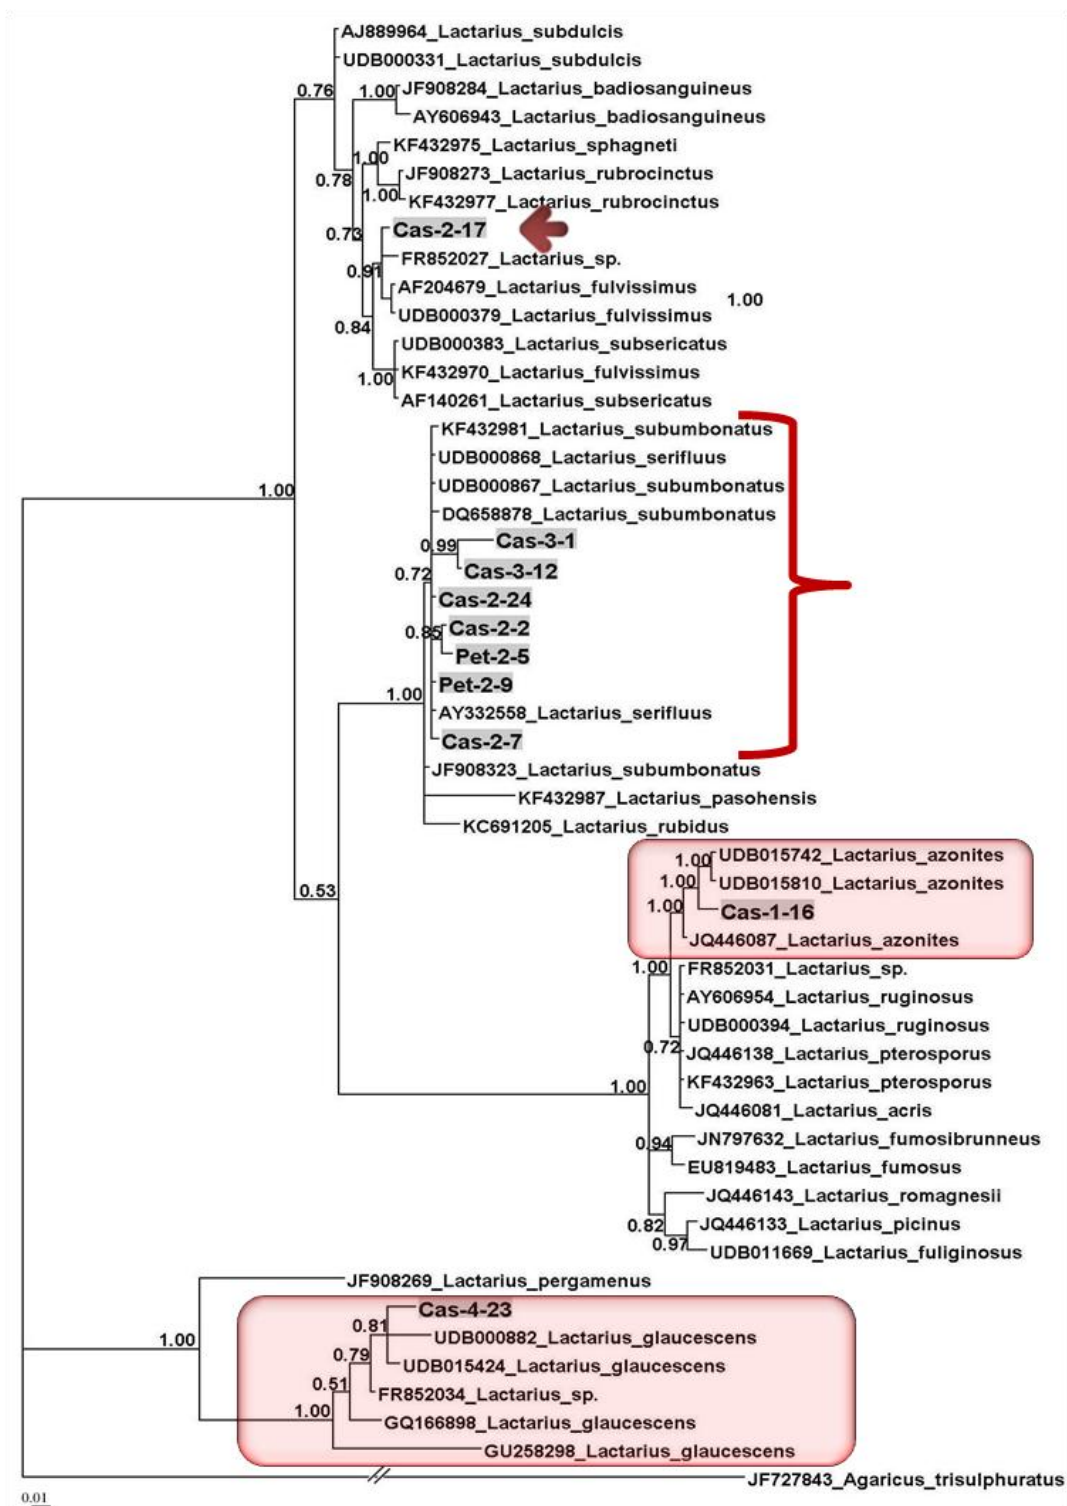 AJ889964_Lactarius_subdulcis
UDB000331_Lactarius_subdulcis
0.76
1.00
JF908284_Lactarius_badiosanguineus
AY606943_Lactarius_badiosanguineus
KF432975_Lactarius_sphagneti
1.00
0.78
JF908273_Lactarius_rubrocinctus
1.00
KF432977_Lactarius_rubrocinctus
0.73
Cas-2-17
FR852027_Lactarius_sp.
0.91
AF204679_Lactarius_fulvissimus
1.00
UDB000379_Lactarius_fulvissimus
0.84
UDB000383_Lactarius_subsericatus
KF432970_Lactarius_fulvissimus
1.00
AF140261_Lactarius_subsericatus
KF432981_Lactarius_subumbonatus
UDB000868_Lactarius_serifluus
UDB000867_Lactarius_subumbonatus
1.00
DQ658878_Lactarius_subumbonatus
0.99
Cas-3-1
0.72
Cas-3-12
Cas-2-24
0.85
Cas-2-2
Pet-2-5
Pet-2-9
1.00
AY332558_Lactarius_serifluus
Cas-2-7
JF908323_Lactarius_subumbonatus
KF432987_Lactarius_pasohensis
KC691205_Lactarius_rubidus
1.00
UDB015742_Lactarius_azonites
1.00
UDB015810_Lactarius_azonites
0.53
1.00
Cas-1-16
JQ446087_Lactarius_azonites
1.00
FR852031_Lactarius_sp.
AY606954_Lactarius_ruginosus
UDB000394_Lactarius_ruginosus
0.72
JQ446138_Lactarius_pterosporus
KF432963_Lactarius_pterosporus
1.00
JQ446081_Lactarius_acris
0.94
JN797632_Lactarius_fumosibrunneus
EU819483_Lactarius_fumosus
JQ446143_Lactarius_romagnesii
0.82
JQ446133_Lactarius_picinus
0.97
UDB011669_Lactarius_fuliginosus
JF908269_Lactarius_pergamenus
Cas-4-23
0.81
1.00
UDB000882_Lactarius_glaucescens
0.79
UDB015424_Lactarius_glaucescens
0.51
FR852034_Lactarius_sp.
1.00
GQ166898_Lactarius_glaucescens
GU258298_Lactarius_glaucescens
JF727843_Agaricus_trisulphuratus
0.01